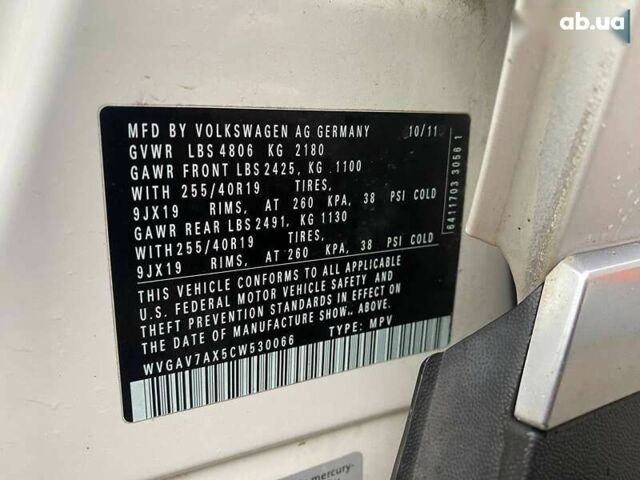 ab.ua
MFD BY VOLKSWAGEN AG GERMANY 10/11
GVWR LBS 4806 KG 2180
GAWR FRONT LBS 2425, KG .1100
WITH 255/40R19 TIRES,
9JX19 RIMS, AT 260 KPA, 38 PSI COLD
GAWR REAR LBS 2491, KG 1130
WITH 255/40R19 TIRES,
9JX19 RIMS, AT 260 KPA, 38 PSI COLD
THIS VEHICLE CONFORMS TO ALL APPLICABLE
U.S. FEDERAL MOTOR VEHICLE SAFETY AND
THEFT PREVENTION STANDARDS IN EFFECT ON
THE DATE OF MANUFACTURE SHOWN ABOVE.
WVGAV7AX5CW530066 TYPE: MPV
6411703 3056 1
mercury-